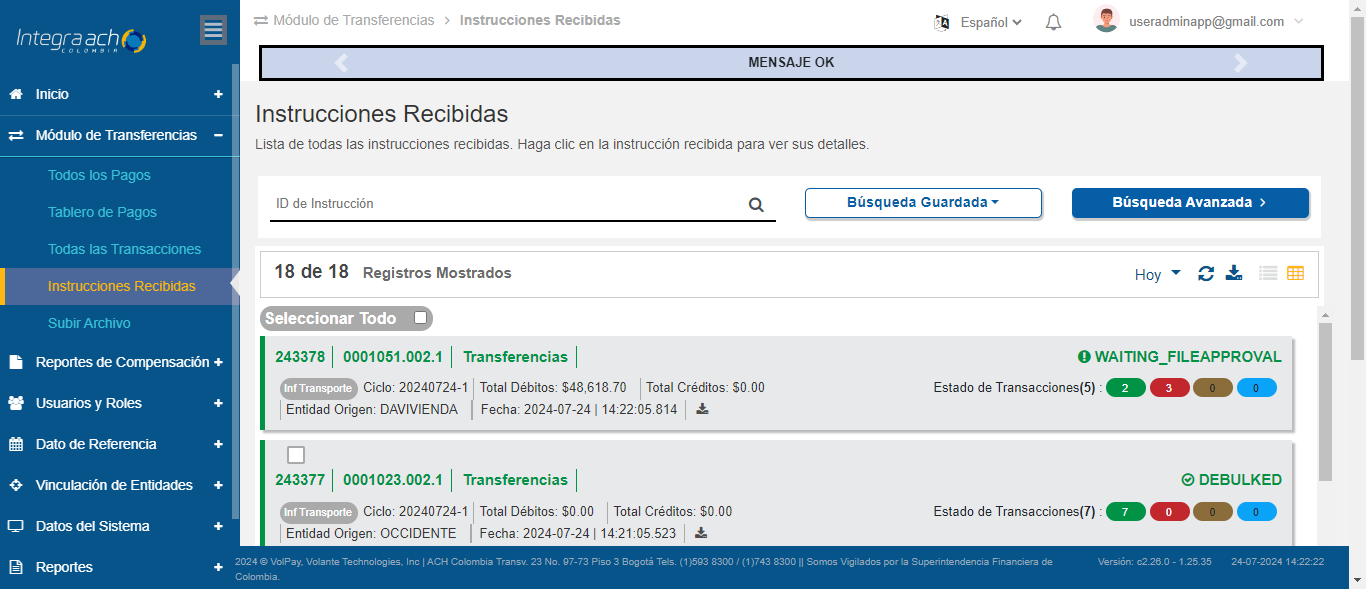 Integra ach
COLOMBIA
Módulo de Transferencias > Instrucciones Recibidas
Español
useradminapp@gmail.com
MENSAJE OK
Inicio +
Módulo de Transferencias −
Todos los Pagos
Tablero de Pagos
Todas las Transacciones
Instrucciones Recibidas
Subir Archivo
Reportes de Compensación +
Usuarios y Roles +
Dato de Referencia +
Vinculación de Entidades +
Datos del Sistema +
Reportes +
Instrucciones Recibidas
Lista de todas las instrucciones recibidas. Haga clic en la instrucción recibida para ver sus detalles.
ID de Instrucción
Búsqueda Guardada
Búsqueda Avanzada >
18 de 18 Registros Mostrados
Hoy
Seleccionar Todo
243378 | 0001051.002.1 | Transferencias |
WAITING_FILEAPPROVAL
Inf Transporte Ciclo: 20240724-1 | Total Débitos: $48,618.70 | Total Créditos: $0.00
Estado de Transacciones(5) : 2 3 0 0
Entidad Origen: DAVIVIENDA | Fecha: 2024-07-24 | 14:22:05.814 |
243377 | 0001023.002.1 | Transferencias |
DEBULKED
Inf Transporte Ciclo: 20240724-1 | Total Débitos: $0.00 | Total Créditos: $0.00
Estado de Transacciones(7) : 7 0 0 0
Entidad Origen: OCCIDENTE | Fecha: 2024-07-24 | 14:21:05.523 |
2024 © VolPay, Volante Technologies, Inc | ACH Colombia Transv. 23 No. 97-73 Piso 3 Bogotá Tels. (1)593 8300 / (1)743 8300 || Somos Vigilados por la Superintendencia Financiera de
Colombia.
Versión: c2.26.0 - 1.25.35
24-07-2024 14:22:22